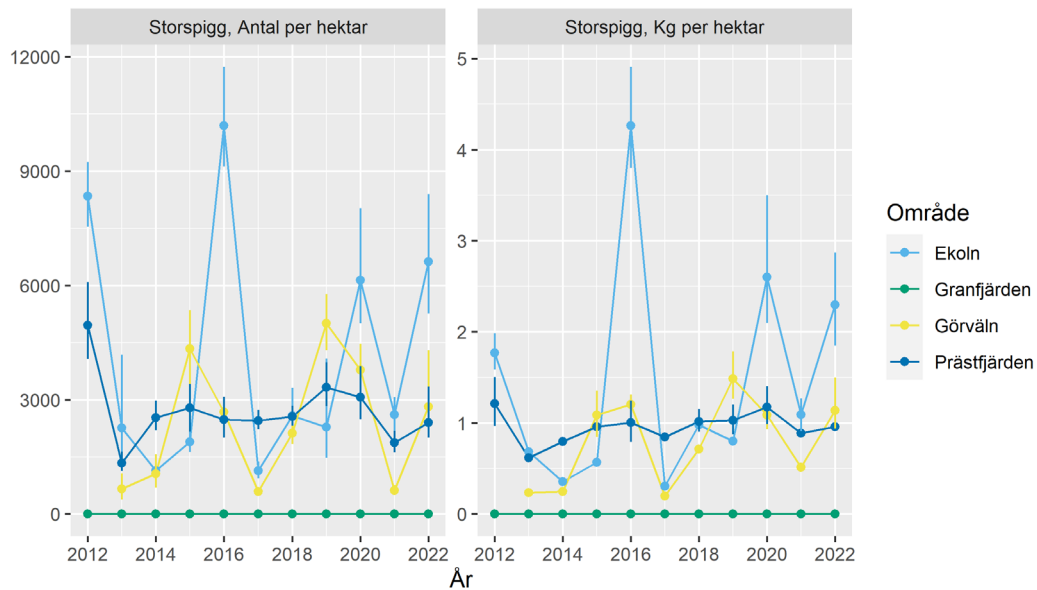 Storspigg, Antal per hektar
Storspigg, Kg per hektar
12000
9000
6000
3000
0
5
4
3
2
1
0
2012 2014 2016 2018 2020 2022
2012 2014 2016 2018 2020 2022
År
Område
Ekoln
Granfjärden
Görväln
Prästfjärden